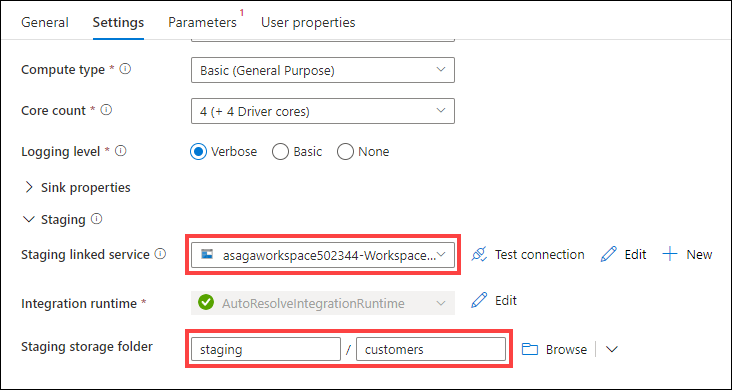 General Settings Parameters 1 User properties
Compute type * Basic (General Purpose)
Core count * 4 (+ 4 Driver cores)
Logging level * Verbose Basic None
Sink properties
Staging
Staging linked service asagaworkspace502344-Workspace... Test connection Edit New
Integration runtime * AutoResolveIntegrationRuntime Edit
Staging storage folder staging / customers Browse